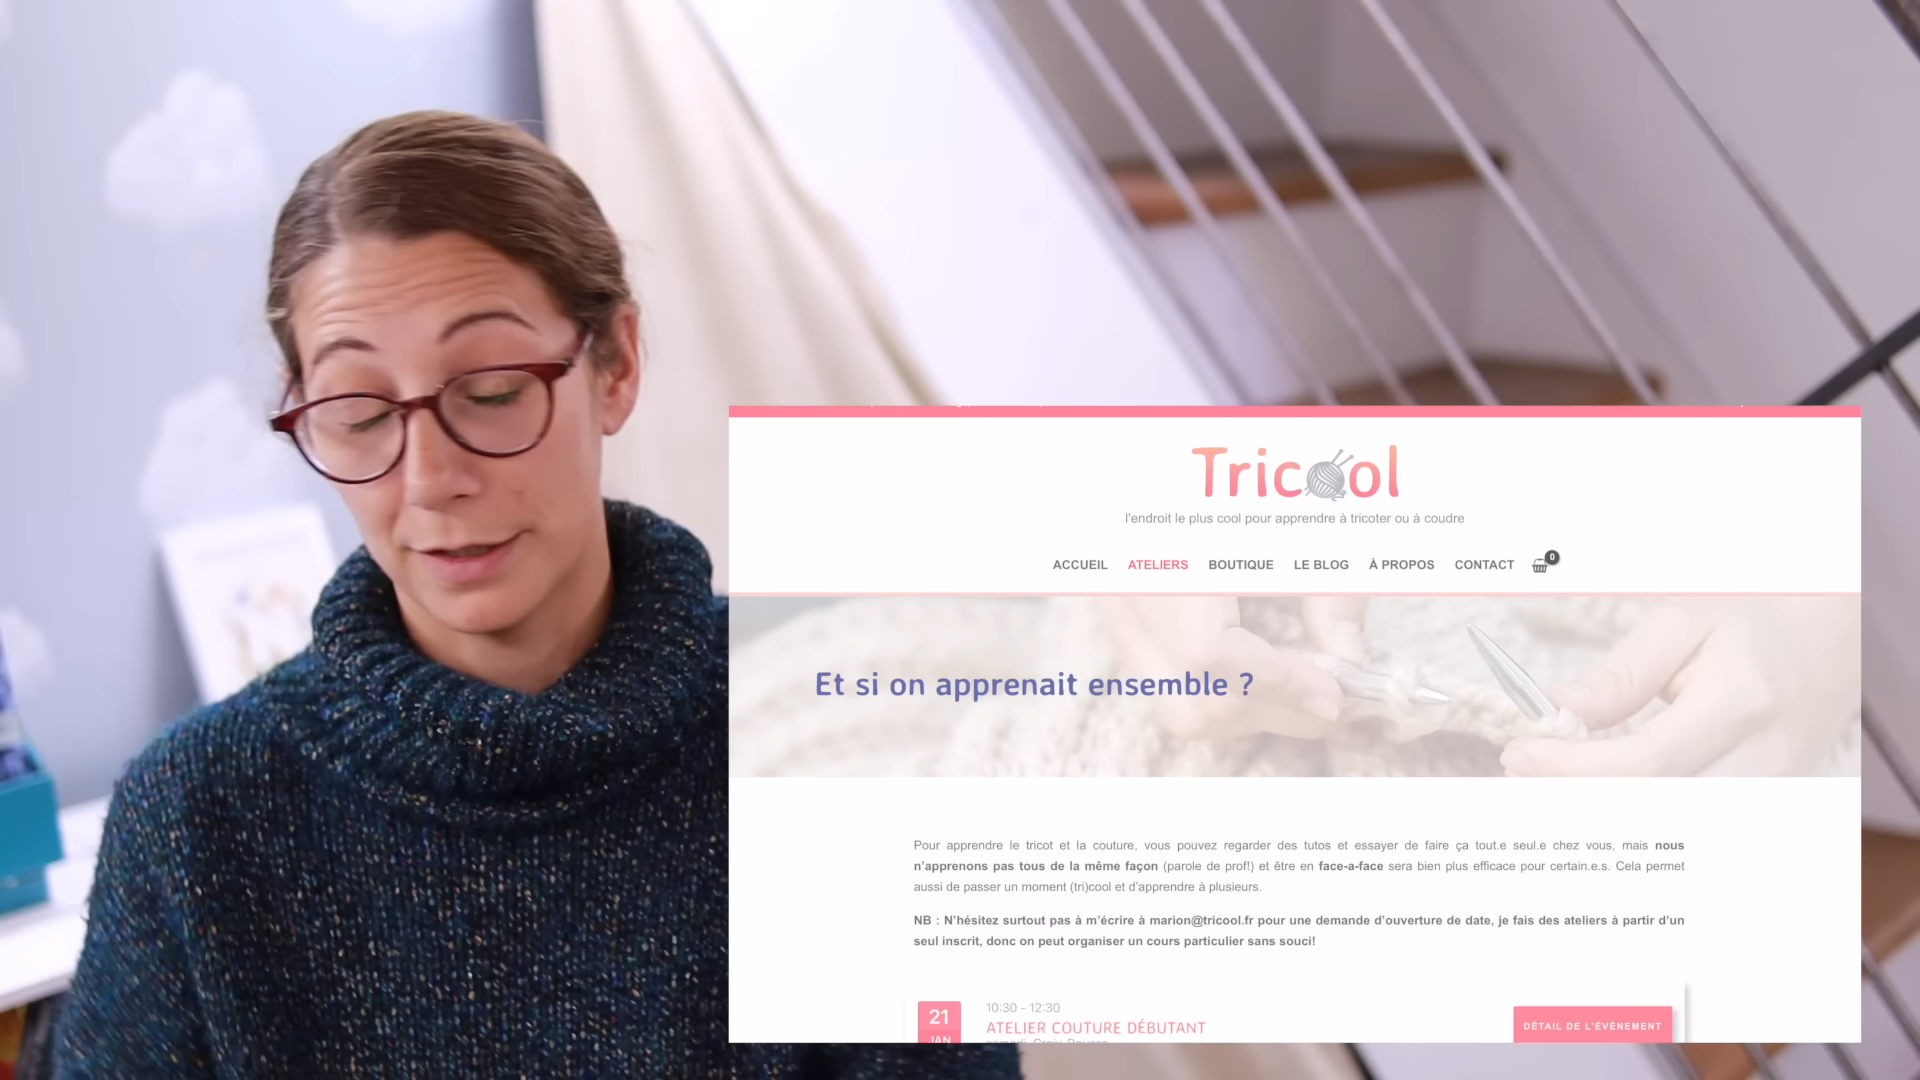 Tricool
l'endroit le plus cool pour apprendre à tricoter ou à coudre
ACCUEIL ATELIERS BOUTIQUE LE BLOG À PROPOS CONTACT 0
Et si on apprenait ensemble ?
Pour apprendre le tricot et la couture, vous pouvez regarder des tutos et essayer de faire ça tout.e seul.e chez vous, mais nous
n'apprenons pas tous de la même façon (parole de prof!) et être en face-a-face sera bien plus efficace pour certain.e.s. Cela permet
aussi de passer un moment (tri)cool et d'apprendre à plusieurs.
NB : N'hésitez surtout pas à m'écrire à marion@tricool.fr pour une demande d'ouverture de date, je fais des ateliers à partir d'un
seul inscrit, donc on peut organiser un cours particulier sans souci!
21
JAN
10:30 - 12:30
ATELIER COUTURE DÉBUTANT
DÉTAIL DE L'ÉVÉNEMENT